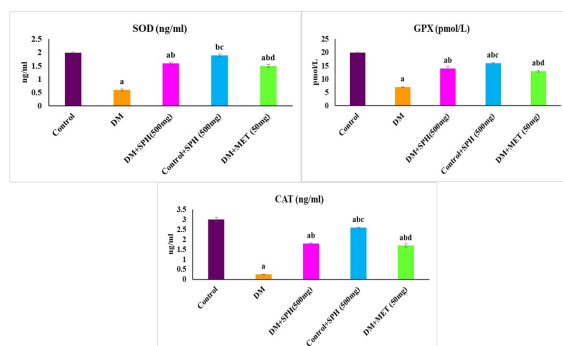 SOD (ng/ml)
ng/ml
2.5
2
1.5
1
0.5
0
a
ab
bc
abd
Control
DM
DM+SPH(500mg)
Control+SPH (500mg)
DM+MET (50mg)
GPX (pmol/L)
pmol/L
25
20
15
10
5
0
a
ab
abc
abd
Control
DM
DM+SPH(500mg)
Control+SPH (500mg)
DM+MET (50mg)
CAT (ng/ml)
ng/ml
3.5
3
2.5
2
1.5
1
0.5
0
a
ab
abc
abd
Control
DM
DM+SPH(500mg)
Control+SPH (500mg)
DM+MET (50mg)